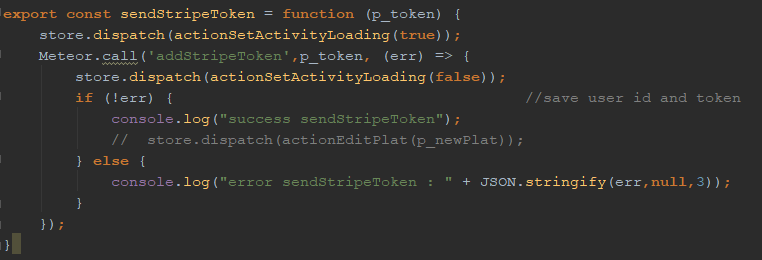 export const sendStripeToken = function (p_token) {
    store.dispatch(actionSetActivityLoading(true));
    Meteor.call('addStripeToken',p_token, (err) => {
        store.dispatch(actionSetActivityLoading(false));
        if (!err) {                                       //save user id and token
            console.log("success sendStripeToken");
            //  store.dispatch(actionEditPlat(p_newPlat));
        } else {
            console.log("error sendStripeToken : " + JSON.stringify(err,null,3));
        }
    });
}